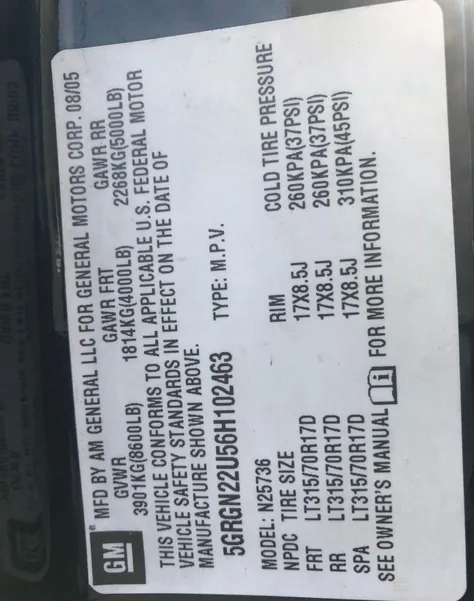 GM® MFD BY AM GENERAL LLC FOR GENERAL MOTORS CORP. 08/05
GVWR GAWR FRT GAWR RR
3901KG(8600LB) 1814KG(4000LB) 2268KG(5000LB)
THIS VEHICLE CONFORMS TO ALL APPLICABLE U.S. FEDERAL MOTOR
VEHICLE SAFETY STANDARDS IN EFFECT ON THE DATE OF
MANUFACTURE SHOWN ABOVE.
5GRGN22U56H102463 TYPE: M.P.V.
MODEL: N25736
NPDC TIRE SIZE RIM COLD TIRE PRESSURE
FRT LT315/70R17D 17X8.5J 260KPA(37PSI)
RR LT315/70R17D 17X8.5J 260KPA(37PSI)
SPA LT315/70R17D 17X8.5J 310KPA(45PSI)
SEE OWNER'S MANUAL i FOR MORE INFORMATION.